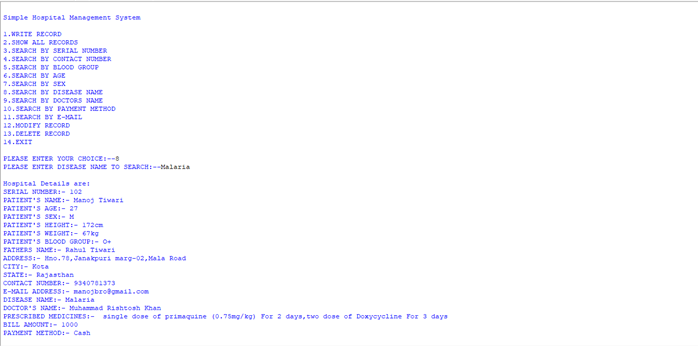 Simple Hospital Management System
1.WRITE RECORD
2.SHOW ALL RECORDS
3.SEARCH BY SERIAL NUMBER
4.SEARCH BY CONTACT NUMBER
5.SEARCH BY BLOOD GROUP
6.SEARCH BY AGE
7.SEARCH BY SEX
8.SEARCH BY DISEASE NAME
9.SEARCH BY DOCTORS NAME
10.SEARCH BY PAYMENT METHOD
11.SEARCH BY E-MAIL
12.MODIFY RECORD
13.DELETE RECORD
14.EXIT
PLEASE ENTER YOUR CHOICE:--8
PLEASE ENTER DISEASE NAME TO SEARCH:--Malaria
Hospital Details are:
SERIAL NUMBER:- 102
PATIENT'S NAME:- Manoj Tiwari
PATIENT'S AGE:- 27
PATIENT'S SEX:- M
PATIENT'S HEIGHT:- 172cm
PATIENT'S WEIGHT:- 67kg
PATIENT'S BLOOD GROUP:- O+
FATHERS NAME:- Rahul Tiwari
ADDRESS:- Hno.78,Janakpuri marg-02,Mala Road
CITY:- Kota
STATE:- Rajasthan
CONTACT NUMBER:- 9340781373
E-MAIL ADDRESS:- manojbro@gmail.com
DISEASE NAME:- Malaria
DOCTOR'S NAME:- Muhammad Rishtosh Khan
PRESCRIBED MEDICINES:-  single dose of primaquine (0.75mg/kg) For 2 days,two dose of Doxycycline For 3 days
BILL AMOUNT:- 1000
PAYMENT METHOD:- Cash